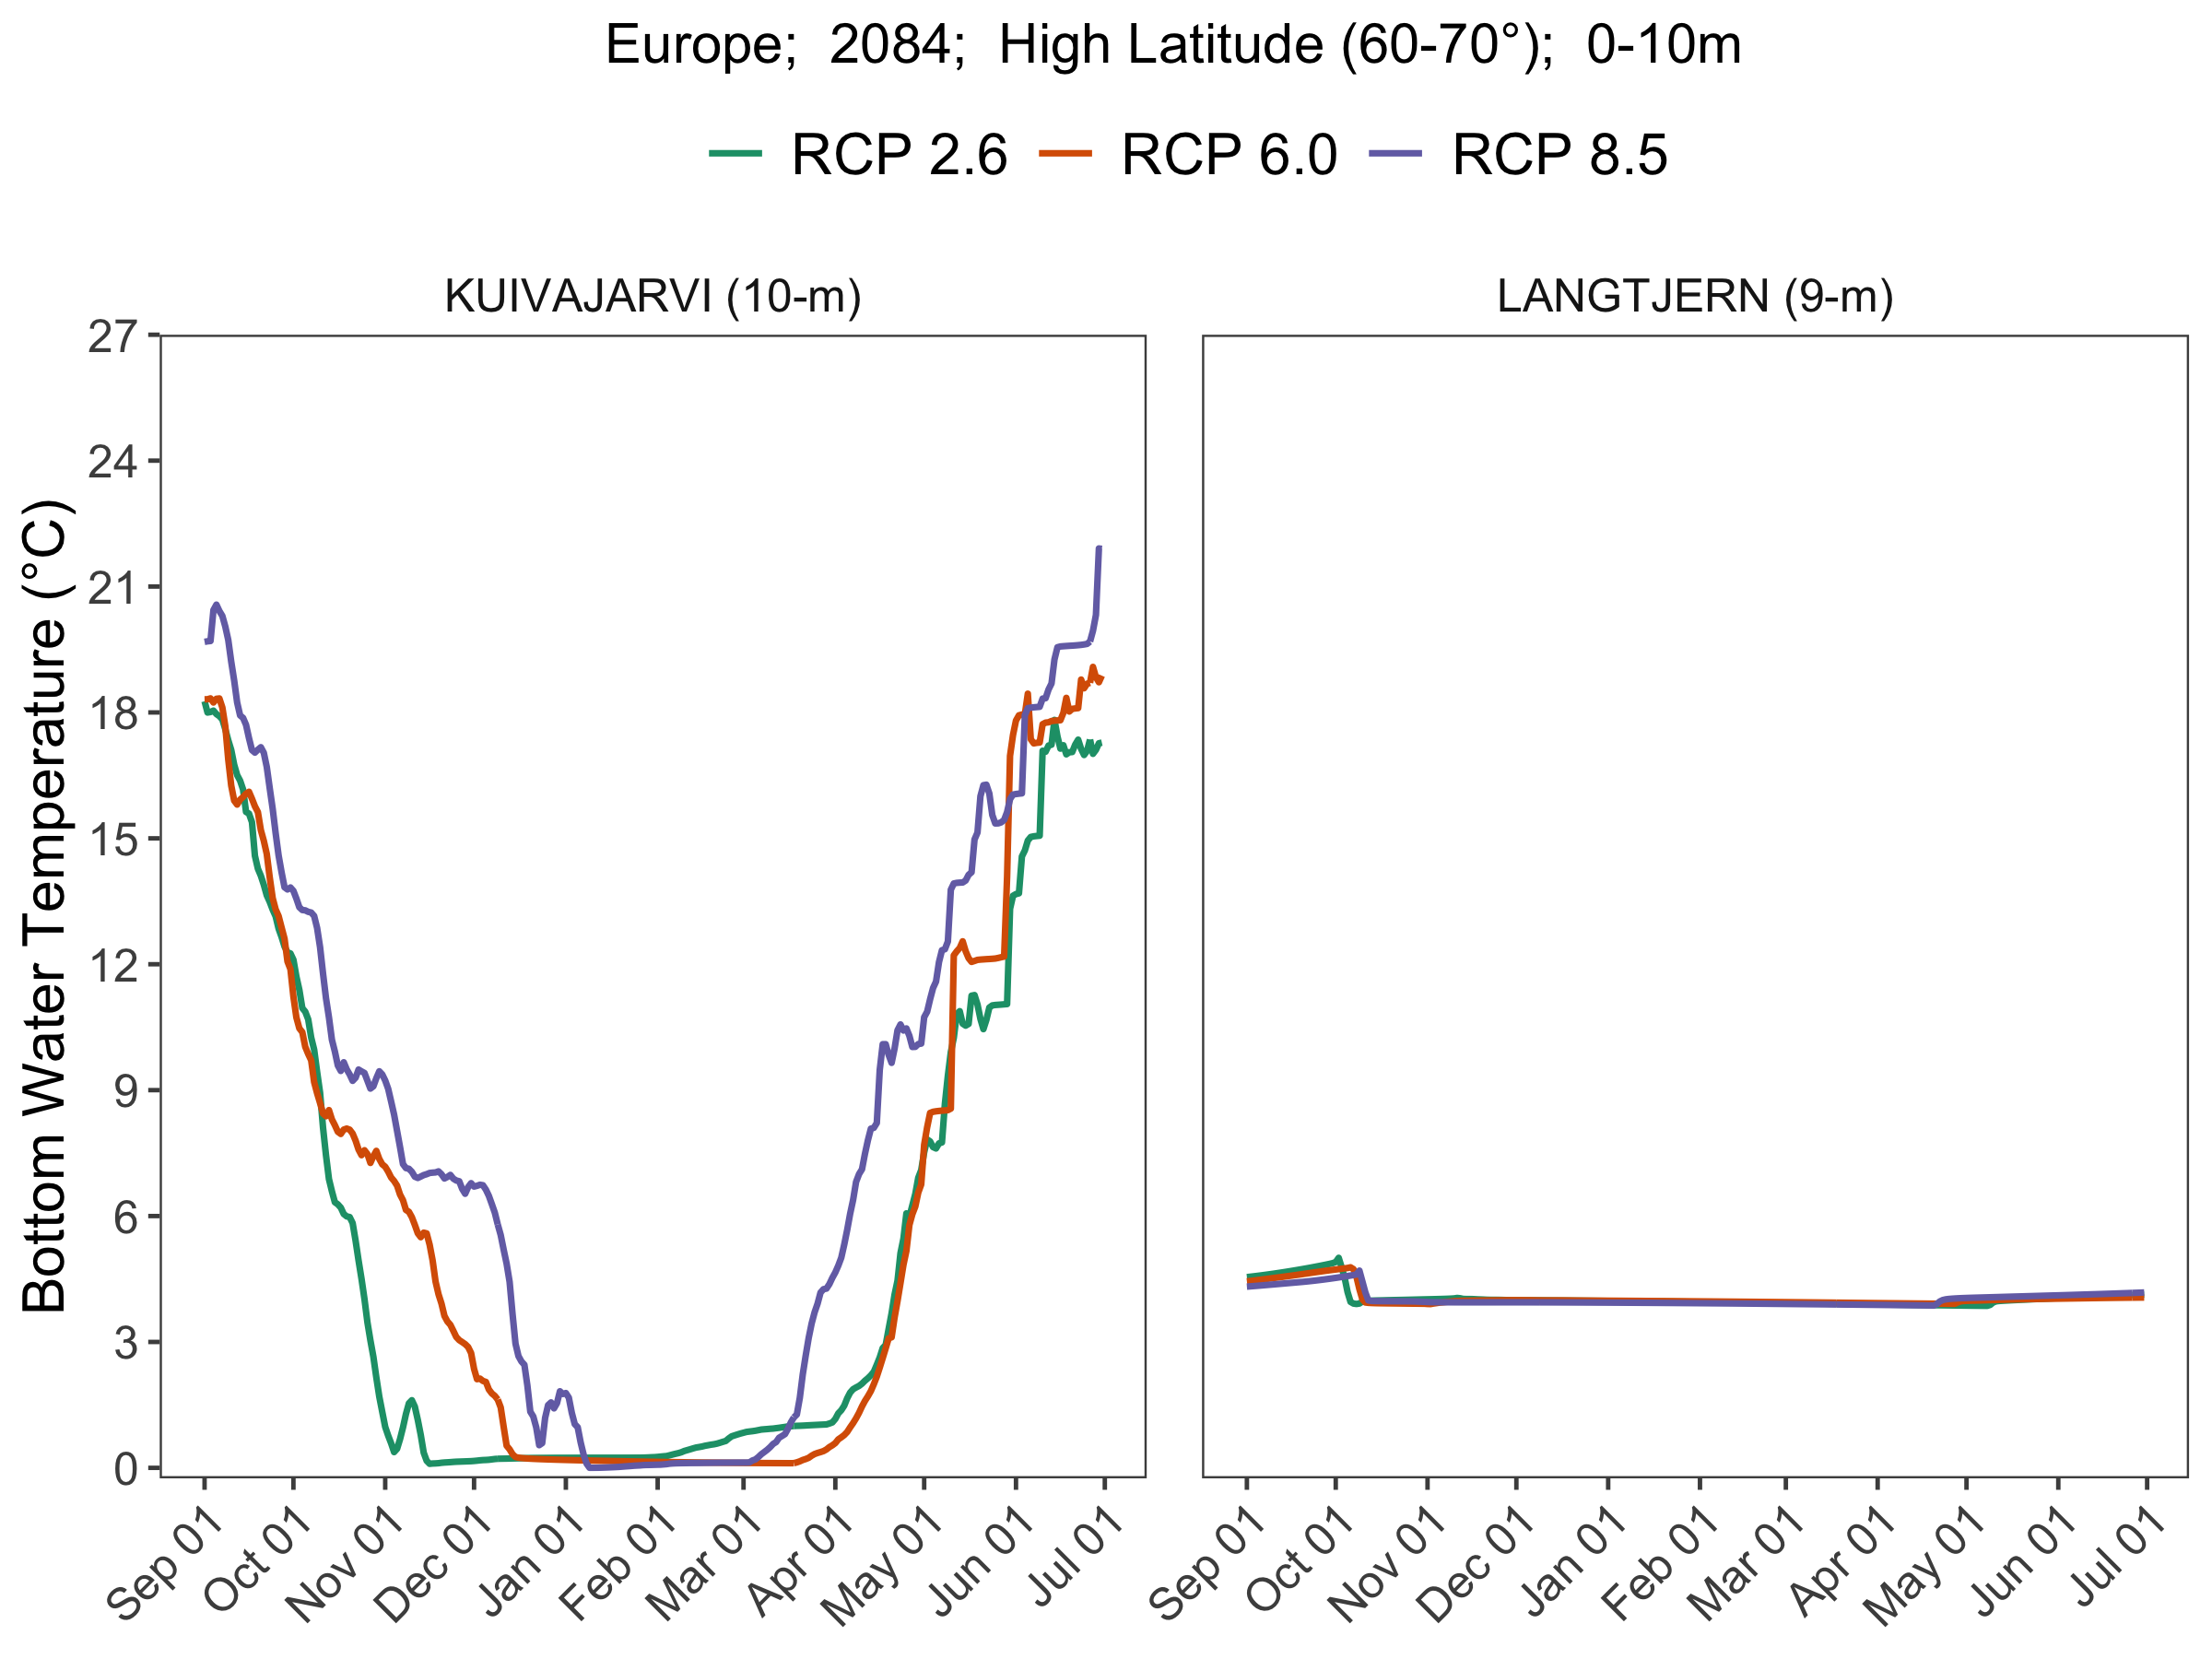 Europe; 2084; High Latitude (60-70°); 0-10m
RCP 2.6 RCP 6.0 RCP 8.5
KUIVAJARVI (10-m) LANGTJERN (9-m)
Bottom Water Temperature (°C)
27
24
21
18
15
12
9
6
3
0
Sep 01 Oct 01 Nov 01 Dec 01 Jan 01 Feb 01 Mar 01 Apr 01 May 01 Jun 01 Jul 01 Sep 01 Oct 01 Nov 01 Dec 01 Jan 01 Feb 01 Mar 01 Apr 01 May 01 Jun 01 Jul 01